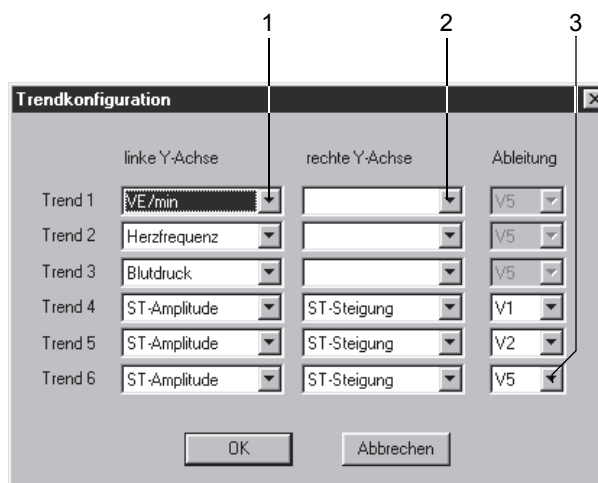 1 2 3
Trendkonfiguration
linke Y-Achse rechte Y-Achse Ableitung
Trend 1 VE/min V5
Trend 2 Herzfrequenz V5
Trend 3 Blutdruck V5
Trend 4 ST-Amplitude ST-Steigung V1
Trend 5 ST-Amplitude ST-Steigung V2
Trend 6 ST-Amplitude ST-Steigung V5
OK Abbrechen